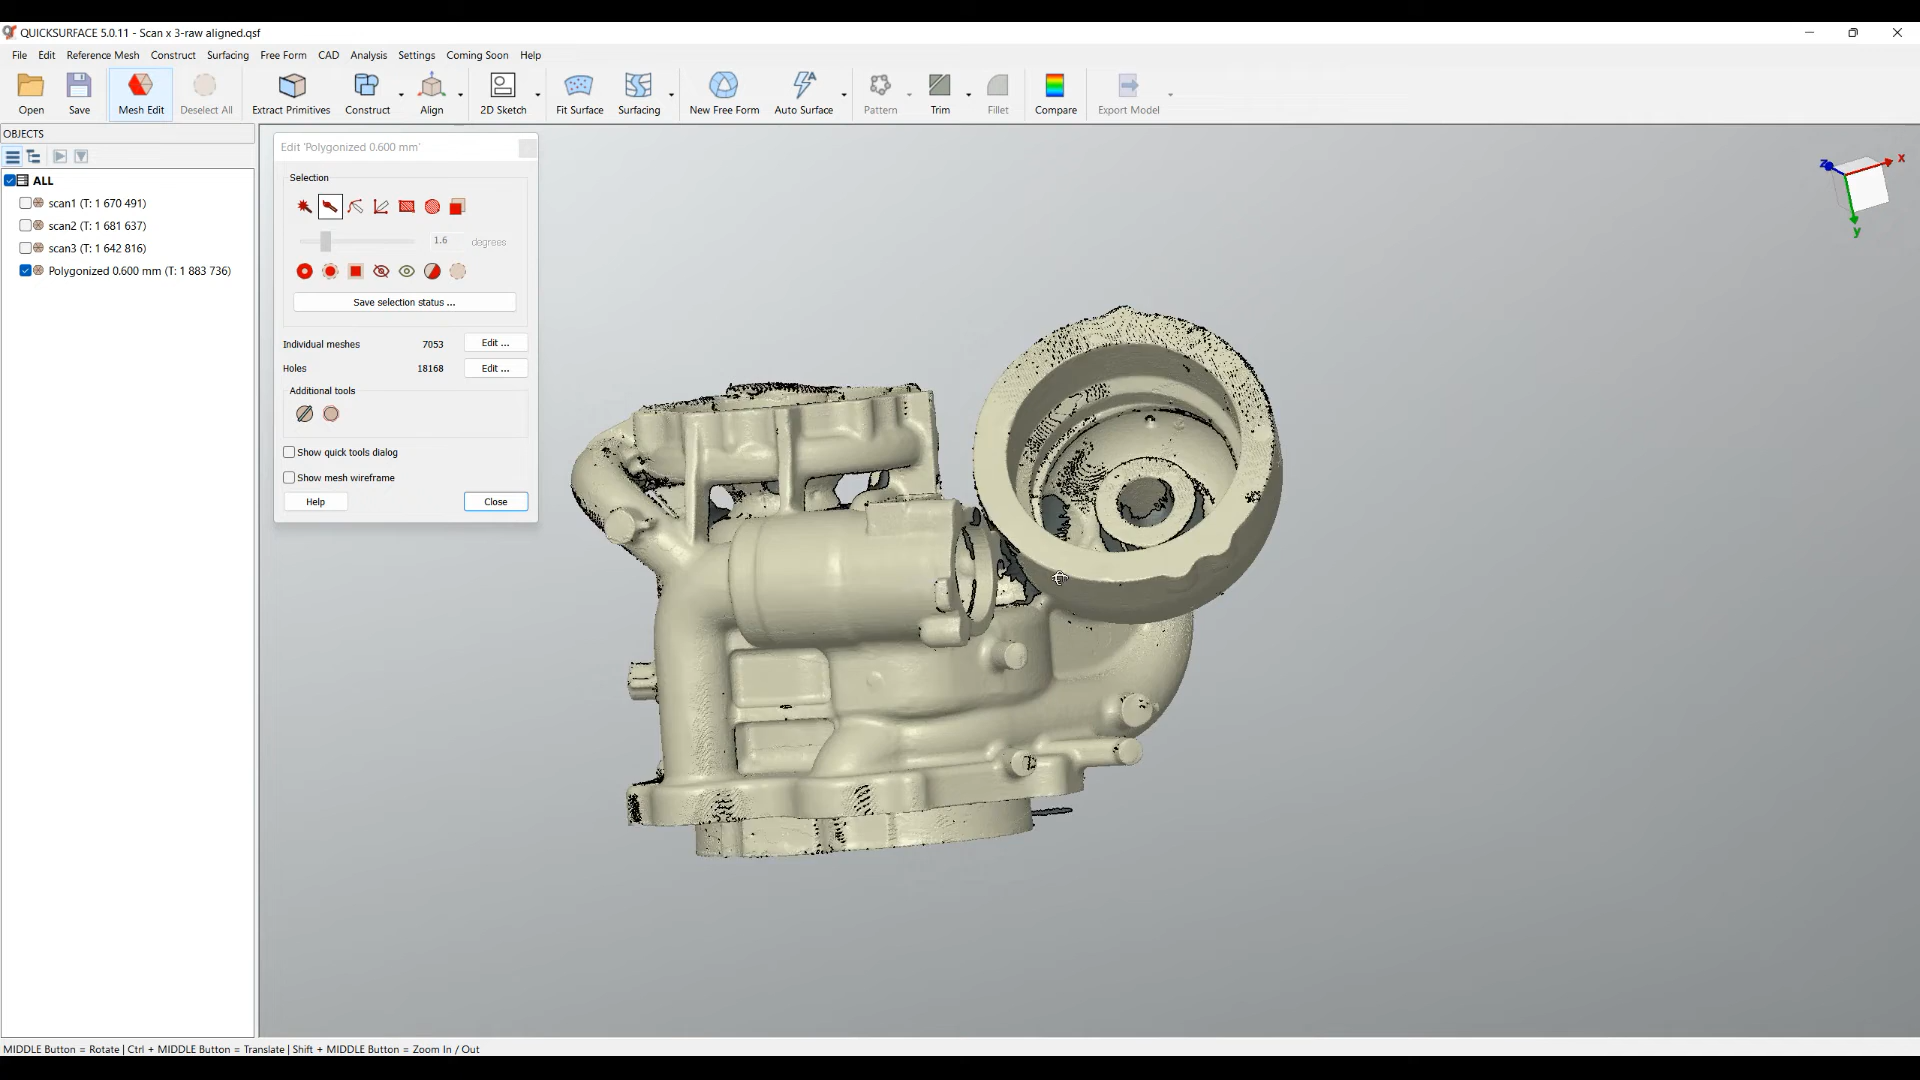 QUICKSURFACE 5.0.11 - Scan x 3-raw aligned.qsf
File Edit Reference Mesh Construct Surfacing Free Form CAD Analysis Settings Coming Soon Help
Open Save Mesh Edit Deselect All Extract Primitives Construct Align 2D Sketch Fit Surface Surfacing New Free Form Auto Surface Pattern Trim Fillet Compare Export Model
OBJECTS
ALL
scan1 (T: 1 670 491)
scan2 (T: 1 681 637)
scan3 (T: 1 642 816)
Polygonized 0.600 mm (T: 1 883 736)
Edit 'Polygonized 0.600 mm'
Selection
1.6 degrees
Save selection status ...
Individual meshes 7053 Edit ...
Holes 18168 Edit ...
Additional tools
Show quick tools dialog
Show mesh wireframe
Help Close
z x
y
MIDDLE Button = Rotate | Ctrl + MIDDLE Button = Translate | Shift + MIDDLE Button = Zoom In / Out